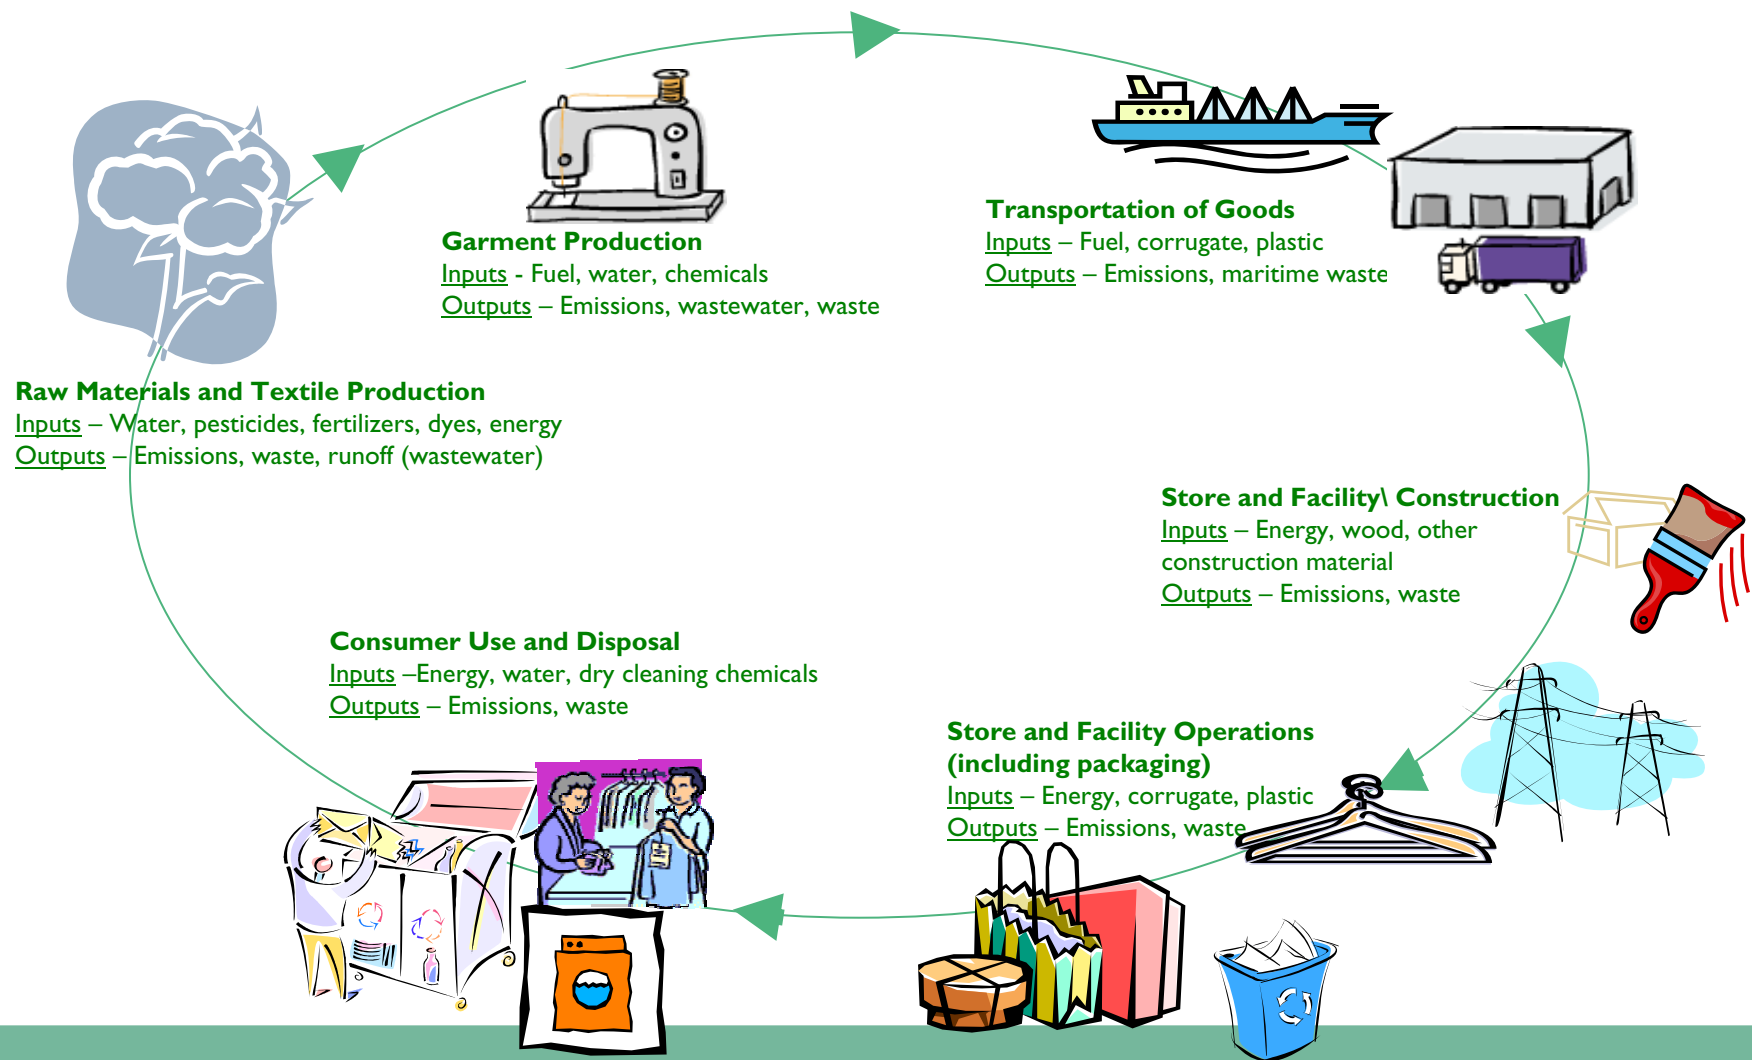 Garment Production
Inputs - Fuel, water, chemicals
Outputs – Emissions, wastewater, waste
Transportation of Goods
Inputs – Fuel, corrugate, plastic
Outputs – Emissions, maritime waste
Raw Materials and Textile Production
Inputs – Water, pesticides, fertilizers, dyes, energy
Outputs – Emissions, waste, runoff (wastewater)
Store and Facility\ Construction
Inputs – Energy, wood, other
construction material
Outputs – Emissions, waste
Consumer Use and Disposal
Inputs –Energy, water, dry cleaning chemicals
Outputs – Emissions, waste
Store and Facility Operations
(including packaging)
Inputs – Energy, corrugate, plastic
Outputs – Emissions, waste